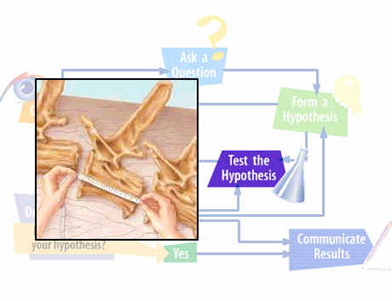 Ask a
Question
Form a
Hypothesis
Test the
Hypothesis
your hypothesis?
Yes
Communicate
Results